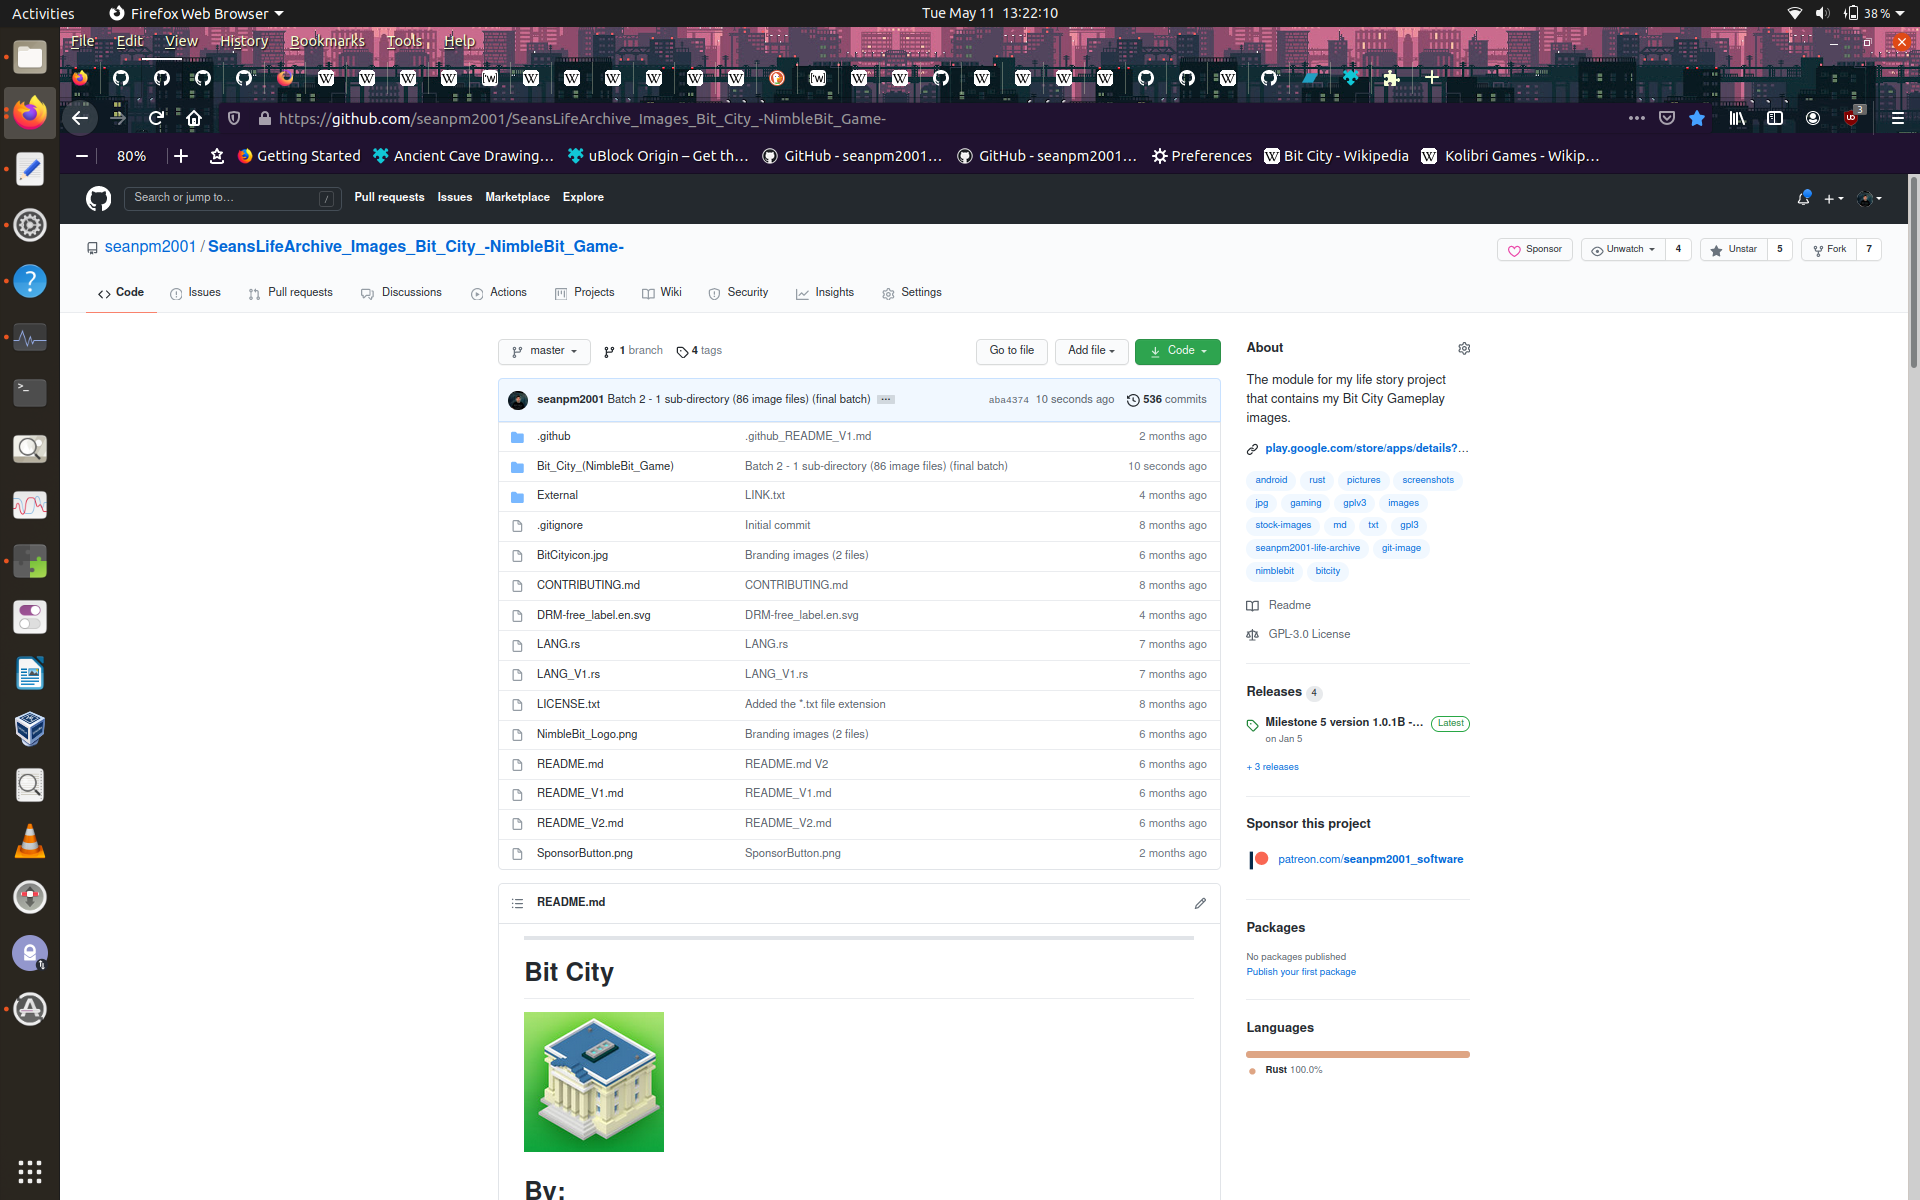 Activities
Firefox Web Browser
Tue May 11 13:22:10
38 %
File Edit View History Bookmarks Tools Help
https://github.com/seanpm2001/SeansLifeArchive_Images_Bit_City_-NimbleBit_Game-
3
80%
Getting Started
Ancient Cave Drawing…
uBlock Origin – Get th…
GitHub - seanpm2001…
GitHub - seanpm2001…
Preferences
Bit City - Wikipedia
Kolibri Games - Wikip…
Search or jump to…
/
Pull requests
Issues
Marketplace
Explore
seanpm2001 / SeansLifeArchive_Images_Bit_City_-NimbleBit_Game-
Sponsor
Unwatch 4
Unstar 5
Fork 7
Code
Issues
Pull requests
Discussions
Actions
Projects
Wiki
Security
Insights
Settings
master
1 branch
4 tags
Go to file
Add file
Code
seanpm2001 Batch 2 - 1 sub-directory (86 image files) (final batch) ...
aba4374 10 seconds ago
536 commits
.github .github_README_V1.md 2 months ago
Bit_City_(NimbleBit_Game) Batch 2 - 1 sub-directory (86 image files) (final batch) 10 seconds ago
External LINK.txt 4 months ago
.gitignore Initial commit 8 months ago
BitCityicon.jpg Branding images (2 files) 6 months ago
CONTRIBUTING.md CONTRIBUTING.md 8 months ago
DRM-free_label.en.svg DRM-free_label.en.svg 4 months ago
LANG.rs LANG.rs 7 months ago
LANG_V1.rs LANG_V1.rs 7 months ago
LICENSE.txt Added the *.txt file extension 8 months ago
NimbleBit_Logo.png Branding images (2 files) 6 months ago
README.md README.md V2 6 months ago
README_V1.md README_V1.md 6 months ago
README_V2.md README_V2.md 6 months ago
SponsorButton.png SponsorButton.png 2 months ago
README.md
Bit City
By:
About
The module for my life story project
that contains my Bit City Gameplay
images.
play.google.com/store/apps/details?…
android rust pictures screenshots
jpg gaming gplv3 images
stock-images md txt gpl3
seanpm2001-life-archive git-image
nimblebit bitcity
Readme
GPL-3.0 License
Releases 4
Milestone 5 version 1.0.1B -… Latest
on Jan 5
+ 3 releases
Sponsor this project
patreon.com/seanpm2001_software
Packages
No packages published
Publish your first package
Languages
Rust 100.0%